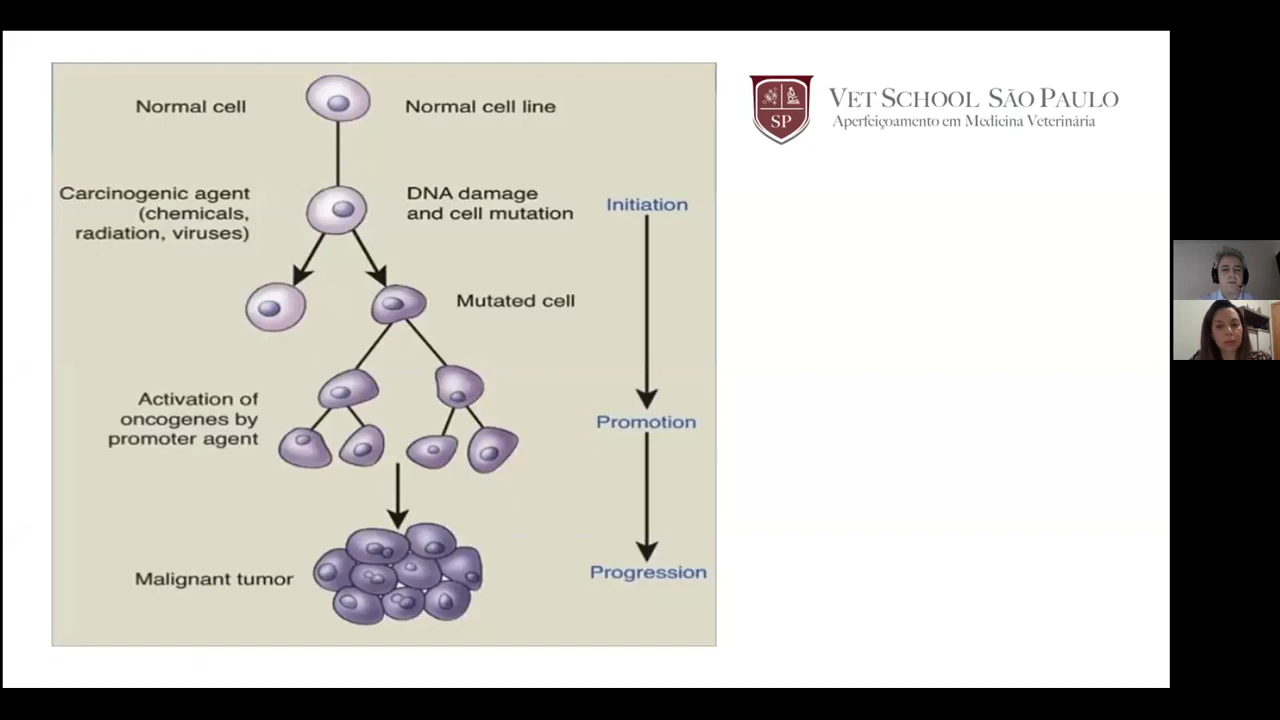 Normal cell
Normal cell line
Carcinogenic agent
(chemicals,
radiation, viruses)
DNA damage
and cell mutation
Initiation
Mutated cell
Activation of
oncogenes by
promoter agent
Promotion
Malignant tumor
Progression
SP
VET SCHOOL SÃO PAULO
Aperfeiçoamento em Medicina Veterinária